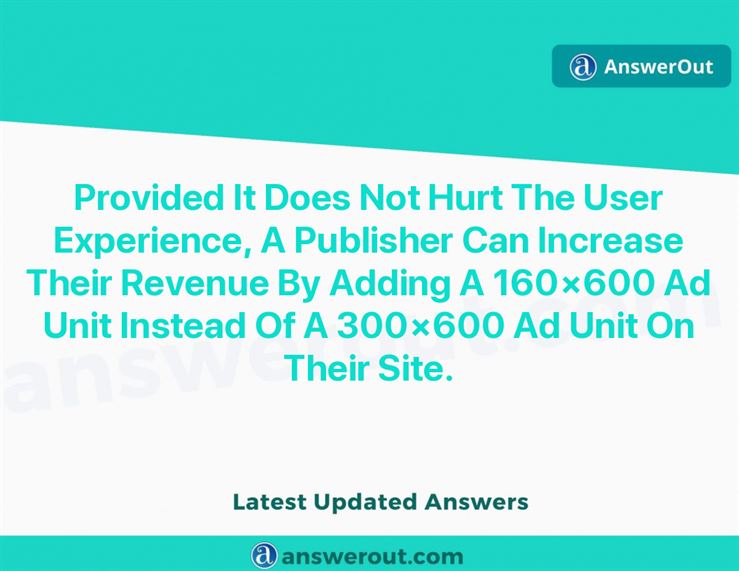 AnswerOut
Provided It Does Not Hurt The User
Experience, A Publisher Can Increase
Their Revenue By Adding A 160×600 Ad
Unit Instead Of A 300×600 Ad Unit On
Their Site.
answerout.com
Latest Updated Answers
answerout.com